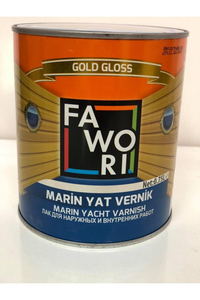 GOLD GLOSS
FA
WO
RI
MARİN YAT VERNİK
MARIN YACHT VARNISH
ЛАК ДЛЯ НАРУЖНЫХ И ВНУТРЕННИХ РАБОТ